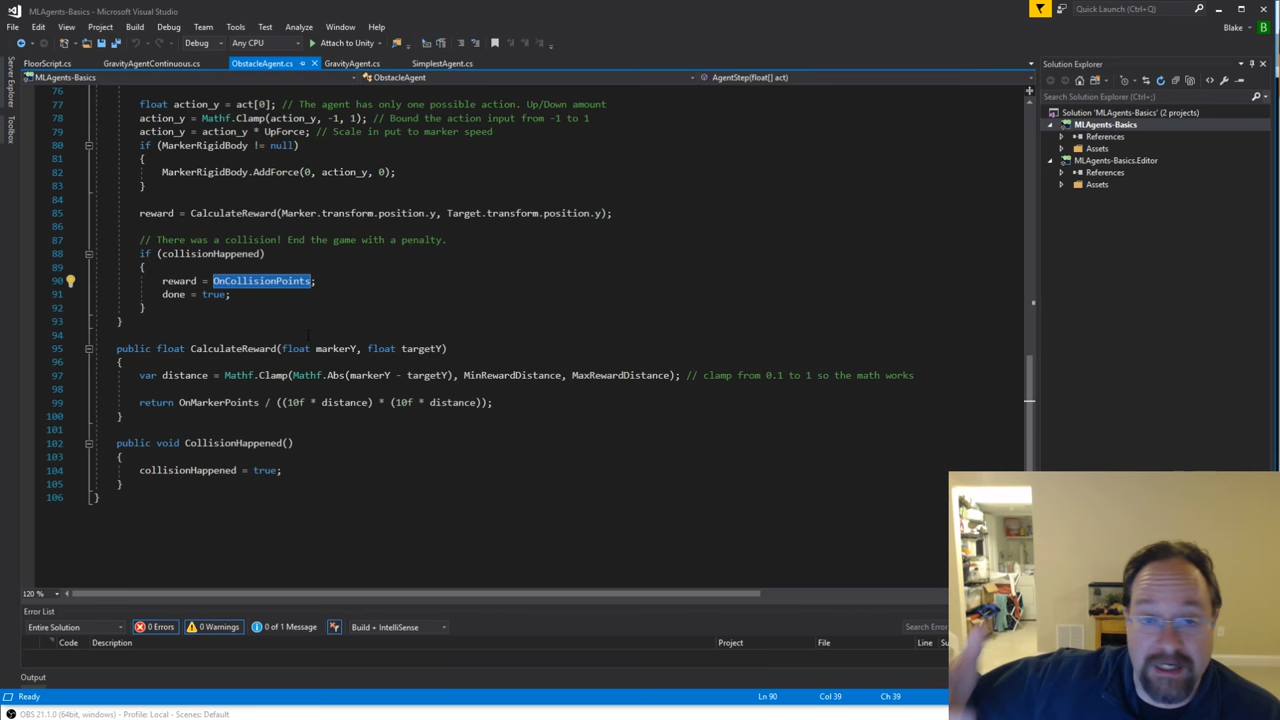 MLAgents-Basics - Microsoft Visual Studio
Quick Launch (Ctrl+Q)
File Edit View Project Build Debug Team Tools Test Analyze Window Help
Blake B
Debug Any CPU Attach to Unity
Server Explorer
Toolbox
FloorScript.cs GravityAgentContinuous.cs ObstacleAgent.cs GravityAgent.cs SimplestAgent.cs
MLAgents-Basics ObstacleAgent AgentStep(float[] act)
76
77 float action_y = act[0]; // The agent has only one possible action. Up/Down amount
78 action_y = Mathf.Clamp(action_y, -1, 1); // Bound the action input from -1 to 1
79 action_y = action_y * UpForce; // Scale in put to marker speed
80 if (MarkerRigidBody != null)
81 {
82 MarkerRigidBody.AddForce(0, action_y, 0);
83 }
84
85 reward = CalculateReward(Marker.transform.position.y, Target.transform.position.y);
86
87 // There was a collision! End the game with a penalty.
88 if (collisionHappened)
89 {
90 reward = OnCollisionPoints;
91 done = true;
92 }
93 }
94
95 public float CalculateReward(float markerY, float targetY)
96 {
97 var distance = Mathf.Clamp(Mathf.Abs(markerY - targetY), MinRewardDistance, MaxRewardDistance); // clamp from 0.1 to 1 so the math works
98
99 return OnMarkerPoints / ((10f * distance) * (10f * distance));
100 }
101
102 public void CollisionHappened()
103 {
104 collisionHappened = true;
105 }
106 }
120 %
Solution Explorer
Search Solution Explorer (Ctrl+;)
Solution 'MLAgents-Basics' (2 projects)
MLAgents-Basics
References
Assets
MLAgents-Basics.Editor
References
Assets
Error List
Entire Solution 0 Errors 0 Warnings 0 of 1 Message Build + IntelliSense Search Error
Code Description Project File Line Su
Output
Ready Ln 90 Col 39 Ch 39
OBS 21.1.0 (64bit, windows) - Profile: Local - Scenes: Default